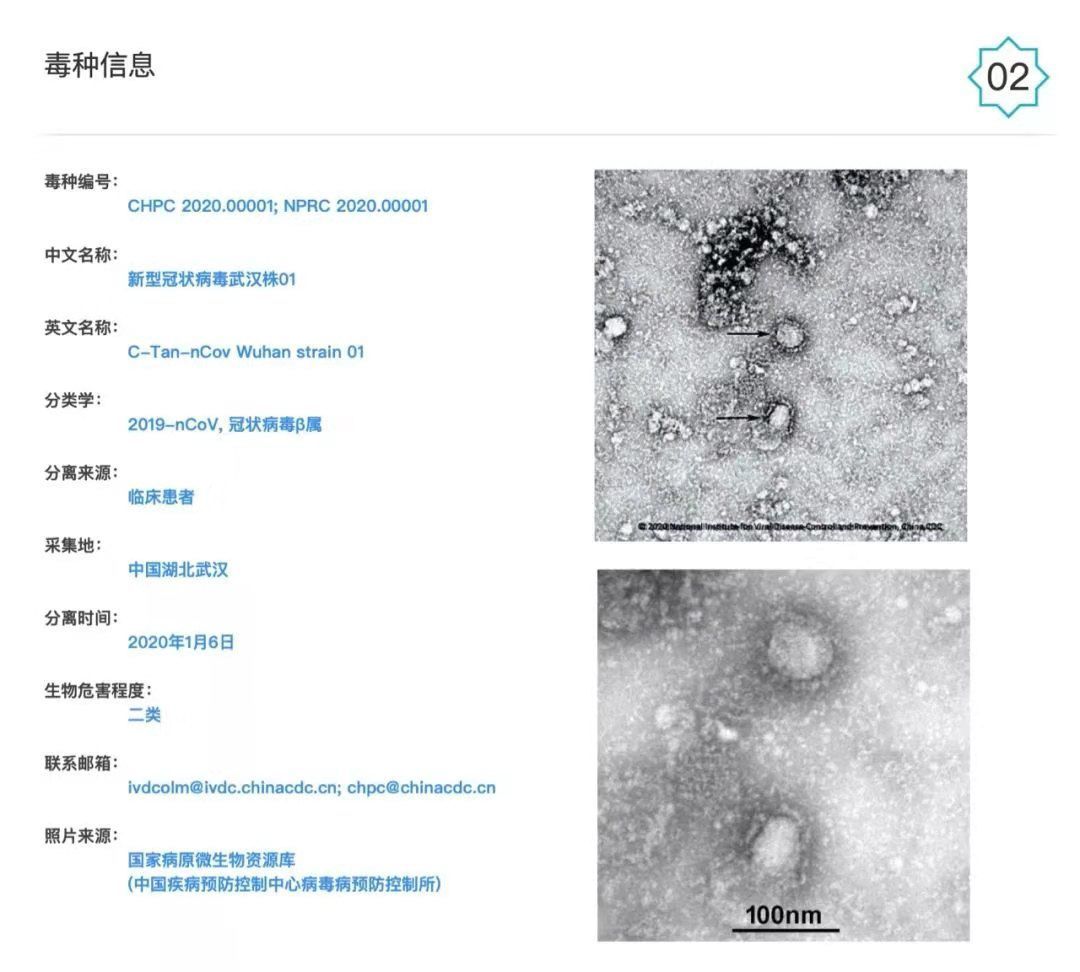 毒种信息
02
毒种编号：
CHPC 2020.00001; NPRC 2020.00001
中文名称：
新型冠状病毒武汉株01
英文名称：
C-Tan-nCov Wuhan strain 01
分类学：
2019-nCoV, 冠状病毒β属
分离来源：
临床患者
采集地：
中国湖北武汉
分离时间：
2020年1月6日
生物危害程度：
二类
联系邮箱：
ivdcolm@ivdc.chinacdc.cn; chpc@chinacdc.cn
照片来源：
国家病原微生物资源库
(中国疾病预防控制中心病毒病预防控制所)
© 2020 National Institute for Viral Disease Control and Prevention, China CDC
100nm